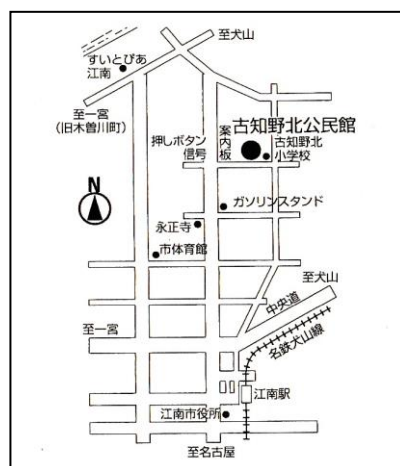 至犬山
すいとぴあ
江南
至一宮
(旧木曽川町)
押しボタン
信号
案内板
古知野北公民館
古知野北
小学校
N
ガソリンスタンド
永正寺
市体育館
至犬山
中央道
至一宮
名鉄犬山線
江南駅
江南市役所
至名古屋